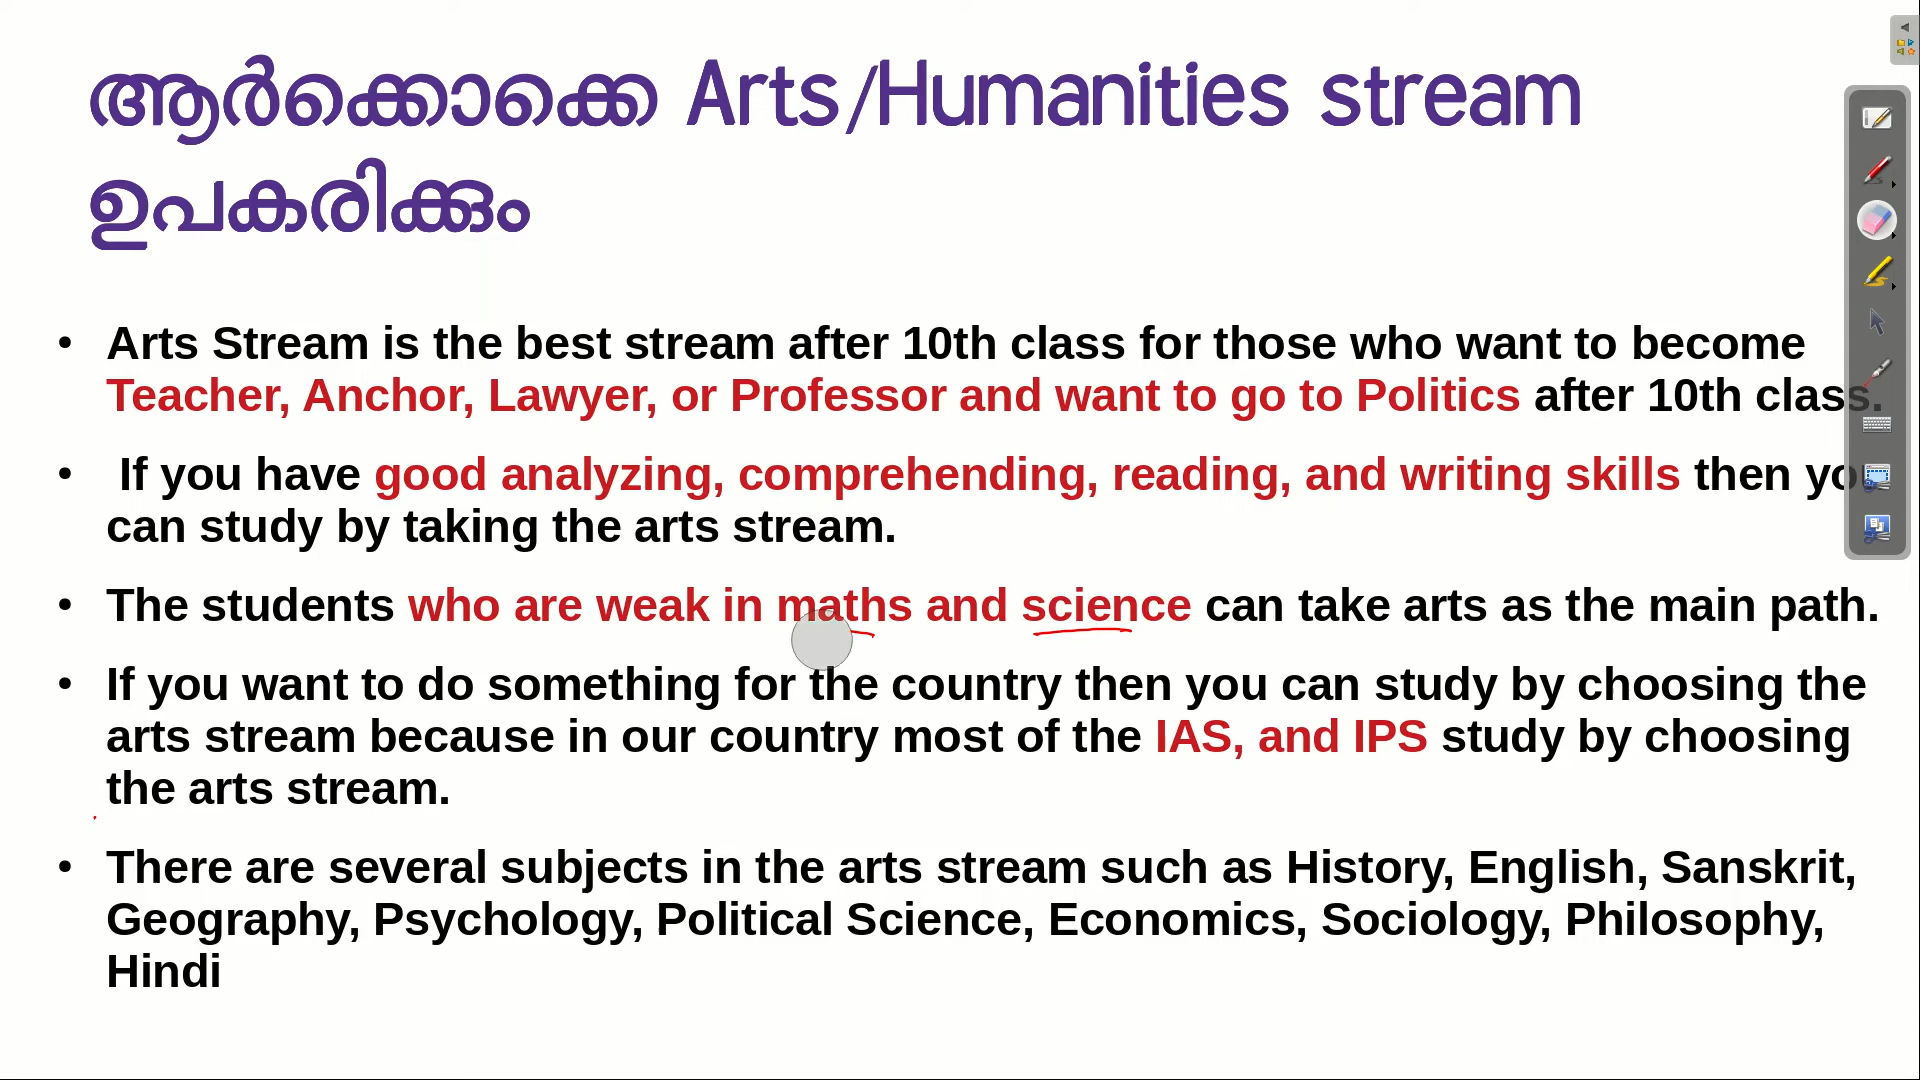 ആർക്കൊക്കെ Arts/Humanities stream
ഉപകരിക്കും
• Arts Stream is the best stream after 10th class for those who want to become
Teacher, Anchor, Lawyer, or Professor and want to go to Politics after 10th class.
• If you have good analyzing, comprehending, reading, and writing skills then you
can study by taking the arts stream.
• The students who are weak in maths and science can take arts as the main path.
• If you want to do something for the country then you can study by choosing the
arts stream because in our country most of the IAS, and IPS study by choosing
the arts stream.
• There are several subjects in the arts stream such as History, English, Sanskrit,
Geography, Psychology, Political Science, Economics, Sociology, Philosophy,
Hindi